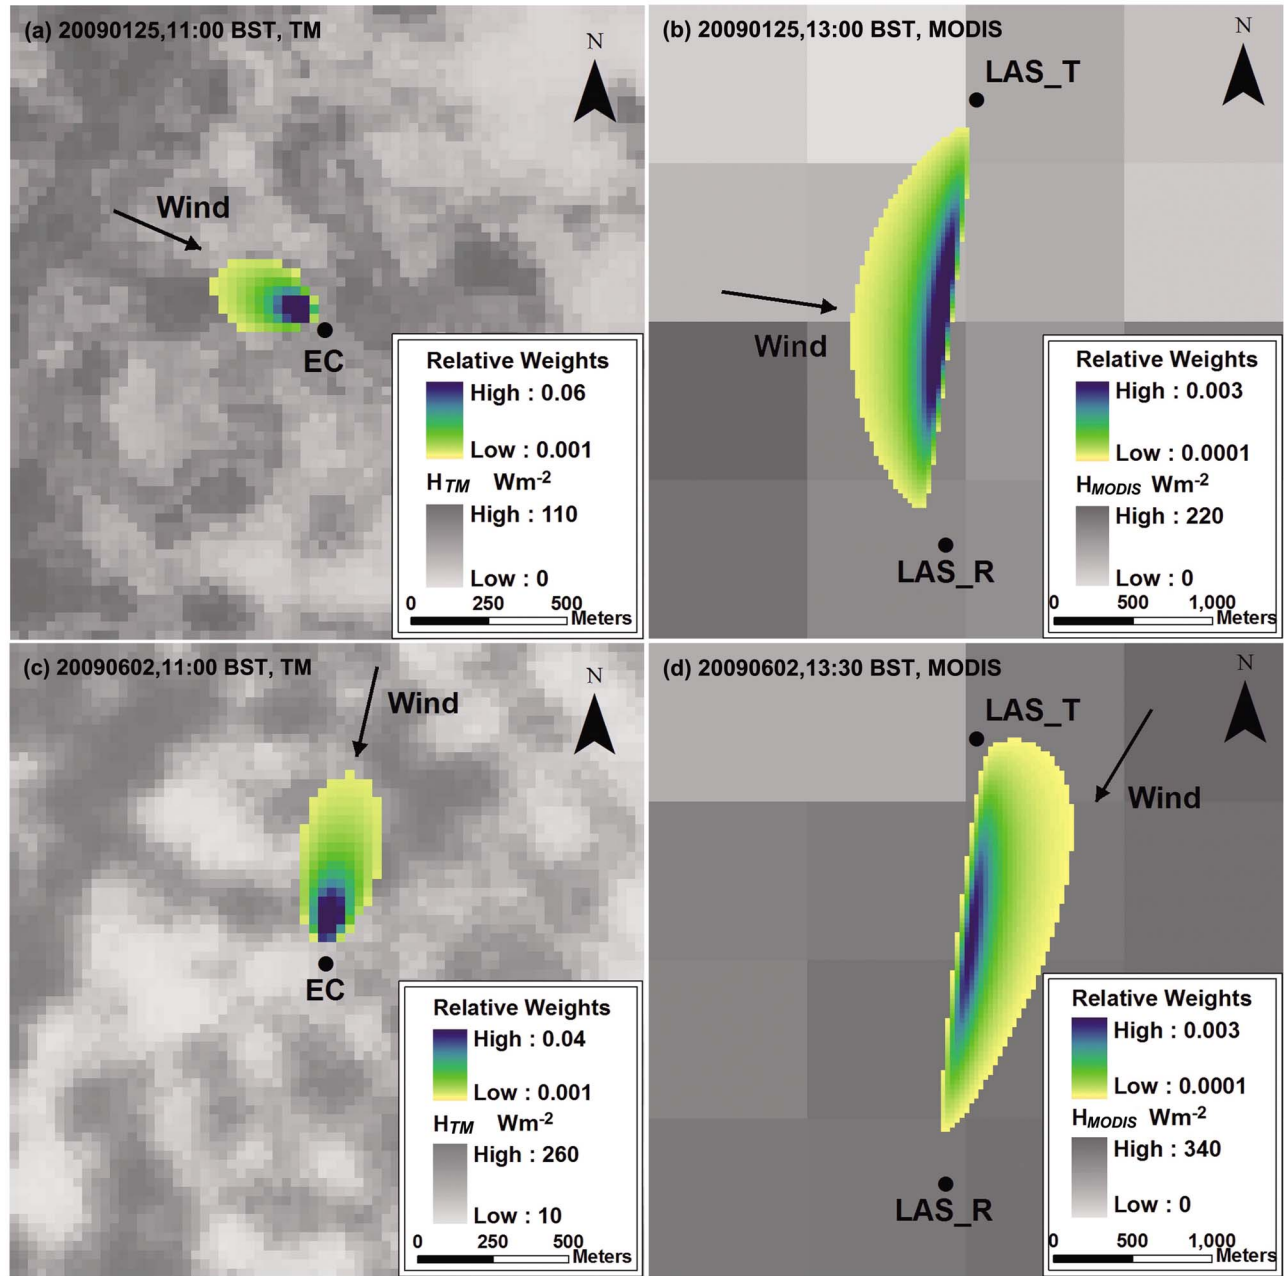 (a) 20090125,11:00 BST, TM
N
Wind
EC
Relative Weights
High : 0.06
Low : 0.001
HTM Wm-2
High : 110
Low : 0
0 250 500
Meters
(b) 20090125,13:00 BST, MODIS
N
LAS_T
Wind
LAS_R
Relative Weights
High : 0.003
Low : 0.0001
HMODIS Wm-2
High : 220
Low : 0
0 500 1,000
Meters
(c) 20090602,11:00 BST, TM
N
Wind
EC
Relative Weights
High : 0.04
Low : 0.001
HTM Wm-2
High : 260
Low : 10
0 250 500
Meters
(d) 20090602,13:30 BST, MODIS
N
LAS_T
Wind
LAS_R
Relative Weights
High : 0.003
Low : 0.0001
HMODIS Wm-2
High : 340
Low : 0
0 500 1,000
Meters